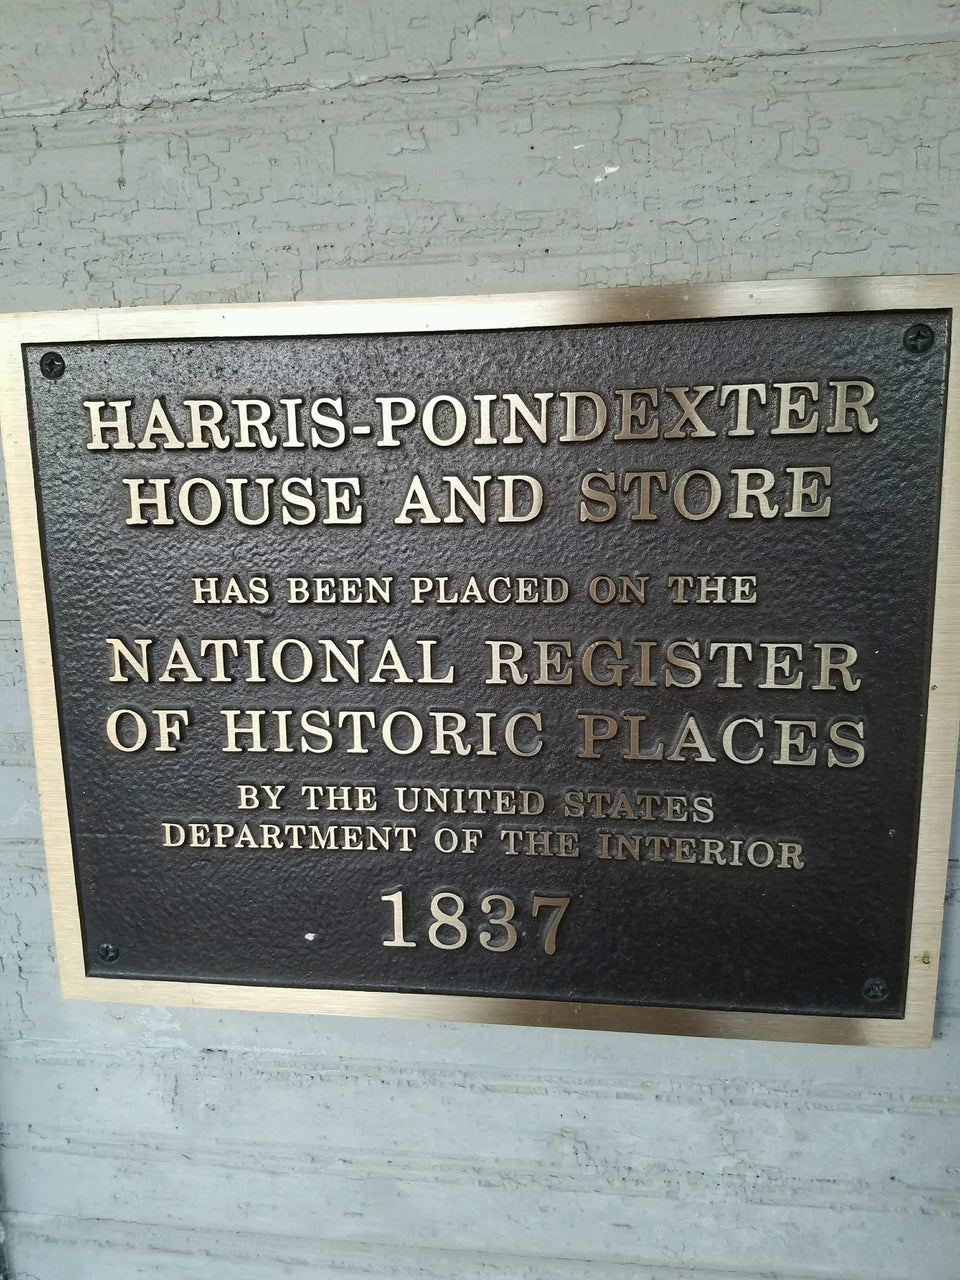 HARRIS-POINDEXTER
HOUSE AND STORE
HAS BEEN PLACED ON THE
NATIONAL REGISTER
OF HISTORIC PLACES
BY THE UNITED STATES
DEPARTMENT OF THE INTERIOR
1837